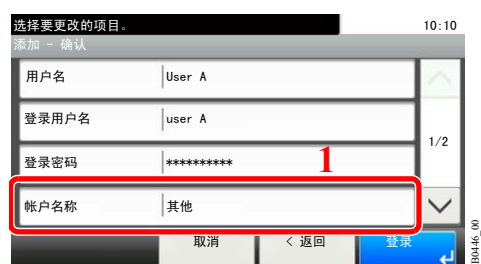 选择要更改的项目。 10:10
添加 - 确认
用户名 User A
登录用户名 user A
1/2
登录密码 ********** 1
帐户名称 其他
取消 < 返回 登录
B0446_00